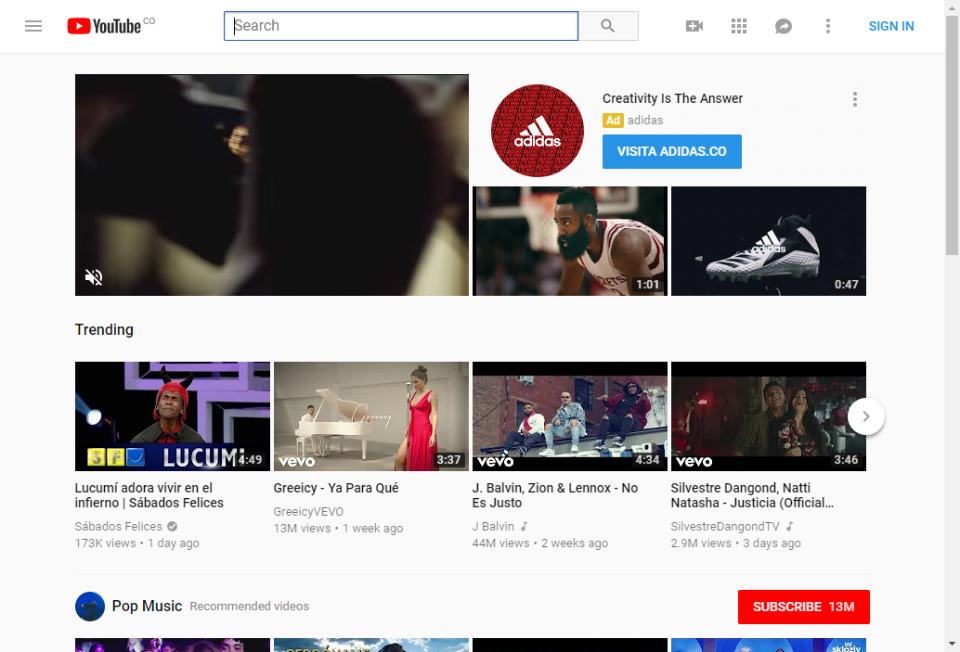 YouTube CO
Search
SIGN IN
Creativity Is The Answer
Ad adidas
VISITA ADIDAS.CO
adidas
1:01
adidas
0:47
Trending
SF LUCUMÍ
4:49
Greeicy
vevo
3:37
vevo
4:34
vevo
3:46
Lucumí adora vivir en el
infierno | Sábados Felices
Sábados Felices
173K views • 1 day ago
Greeicy - Ya Para Qué
GreeicyVEVO
13M views • 1 week ago
J. Balvin, Zion & Lennox - No
Es Justo
J Balvin
44M views • 2 weeks ago
Silvestre Dangond, Natti
Natasha - Justicia (Official...
SilvestreDangondTV
2.9M views • 3 days ago
Pop Music Recommended videos
SUBSCRIBE 13M